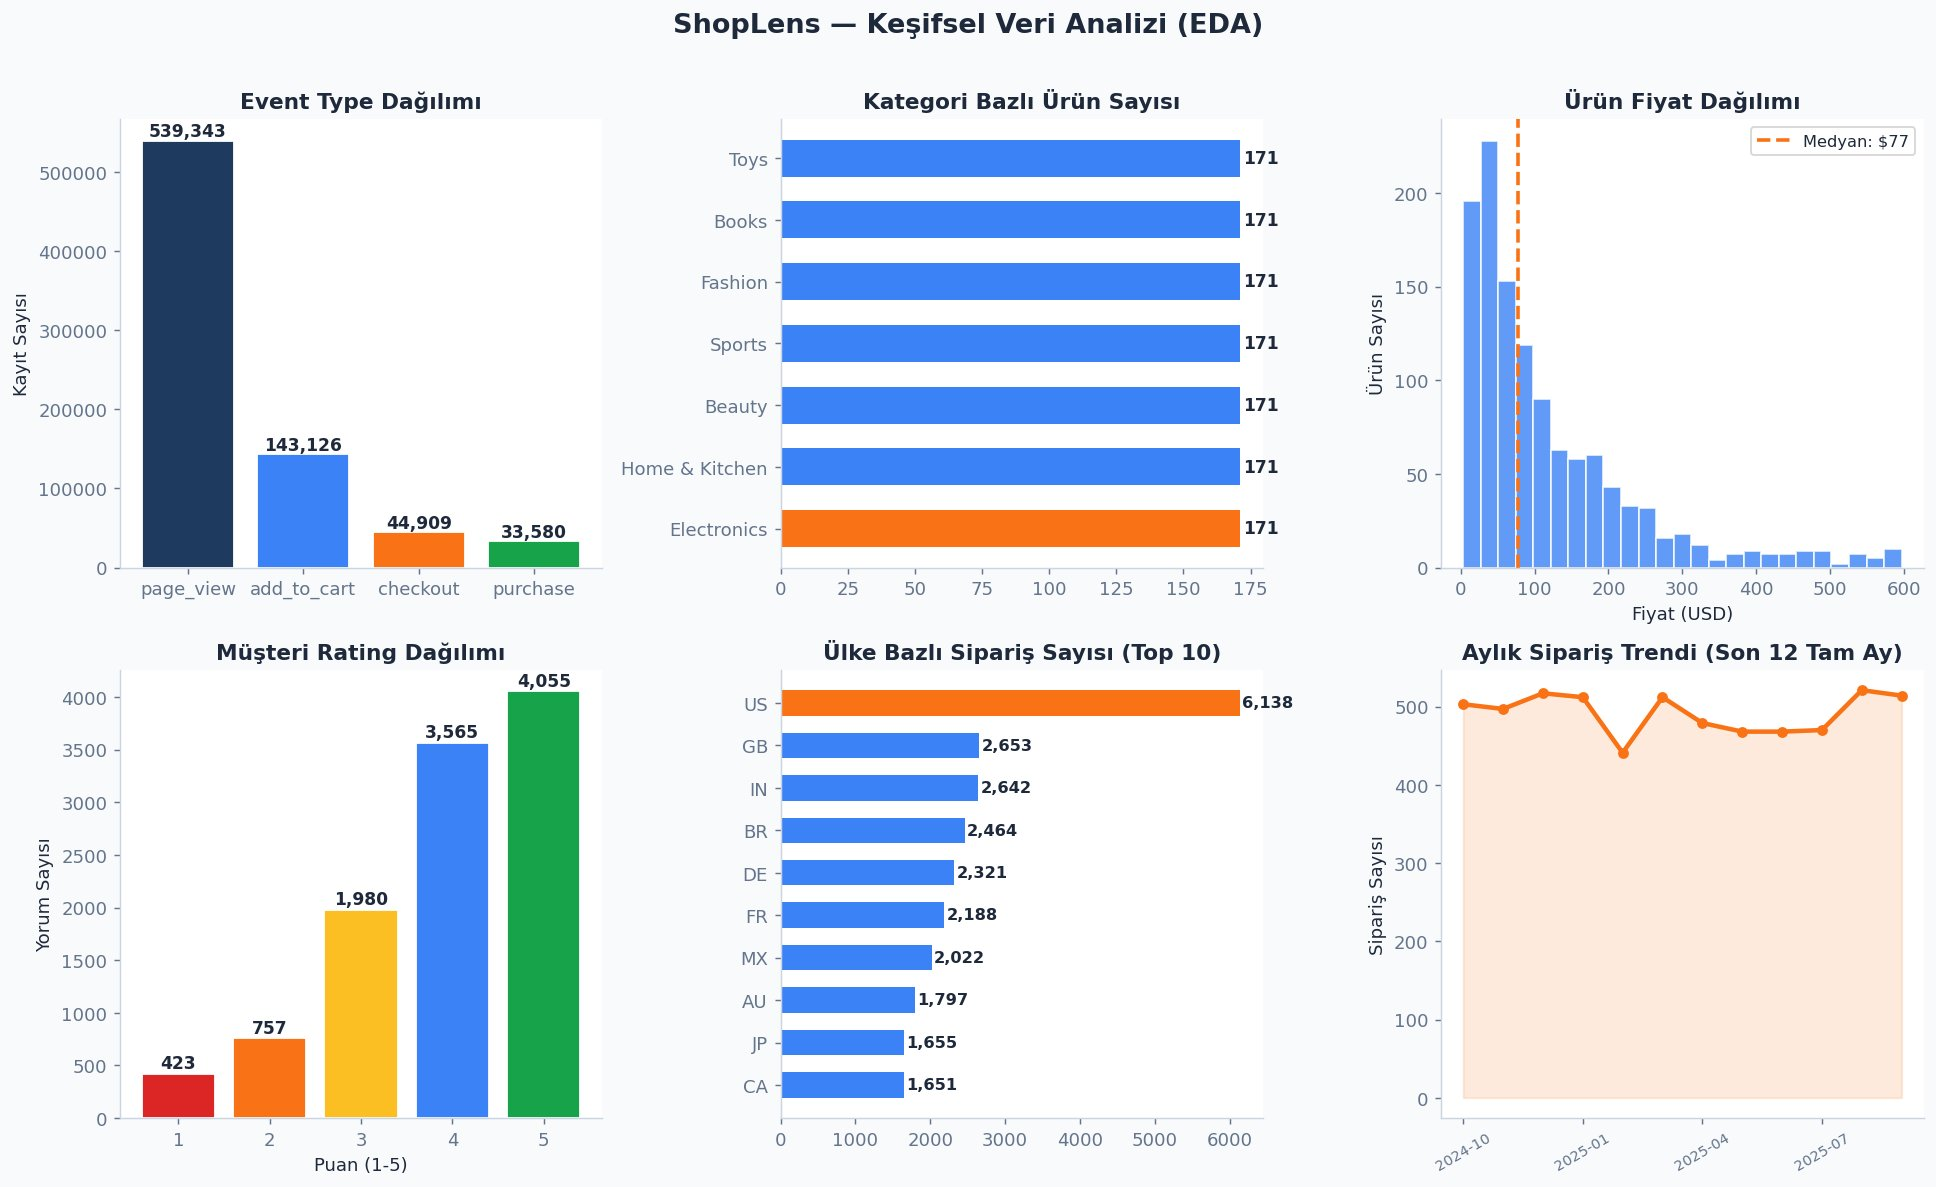 ShopLens — Keşifsel Veri Analizi (EDA)
Event Type Dağılımı
Kayıt Sayısı
500000
400000
300000
200000
100000
0
539,343
143,126
44,909
33,580
page_view
add_to_cart
checkout
purchase
Kategori Bazlı Ürün Sayısı
Toys
171
Books
171
Fashion
171
Sports
171
Beauty
171
Home & Kitchen
171
Electronics
171
0
25
50
75
100
125
150
175
Ürün Fiyat Dağılımı
Medyan: $77
Ürün Sayısı
200
150
100
50
0
0
100
200
300
400
500
600
Fiyat (USD)
Müşteri Rating Dağılımı
Yorum Sayısı
4000
3500
3000
2500
2000
1500
1000
500
0
423
757
1,980
3,565
4,055
1
2
3
4
5
Puan (1-5)
Ülke Bazlı Sipariş Sayısı (Top 10)
US
6,138
GB
2,653
IN
2,642
BR
2,464
DE
2,321
FR
2,188
MX
2,022
AU
1,797
JP
1,655
CA
1,651
0
1000
2000
3000
4000
5000
6000
Aylık Sipariş Trendi (Son 12 Tam Ay)
Sipariş Sayısı
500
400
300
200
100
0
2024-10
2025-01
2025-04
2025-07